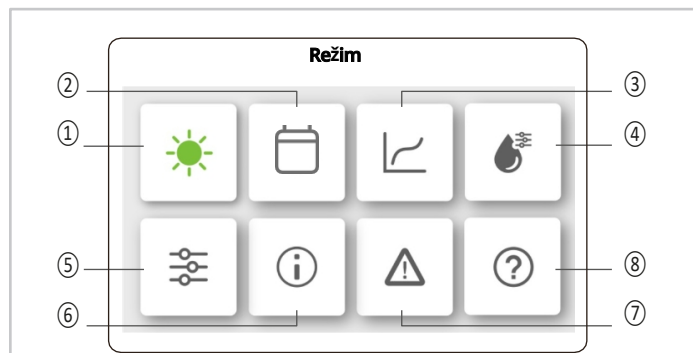 Režim
② ③
① ④
⑤ ⑧
⑥ ⑦